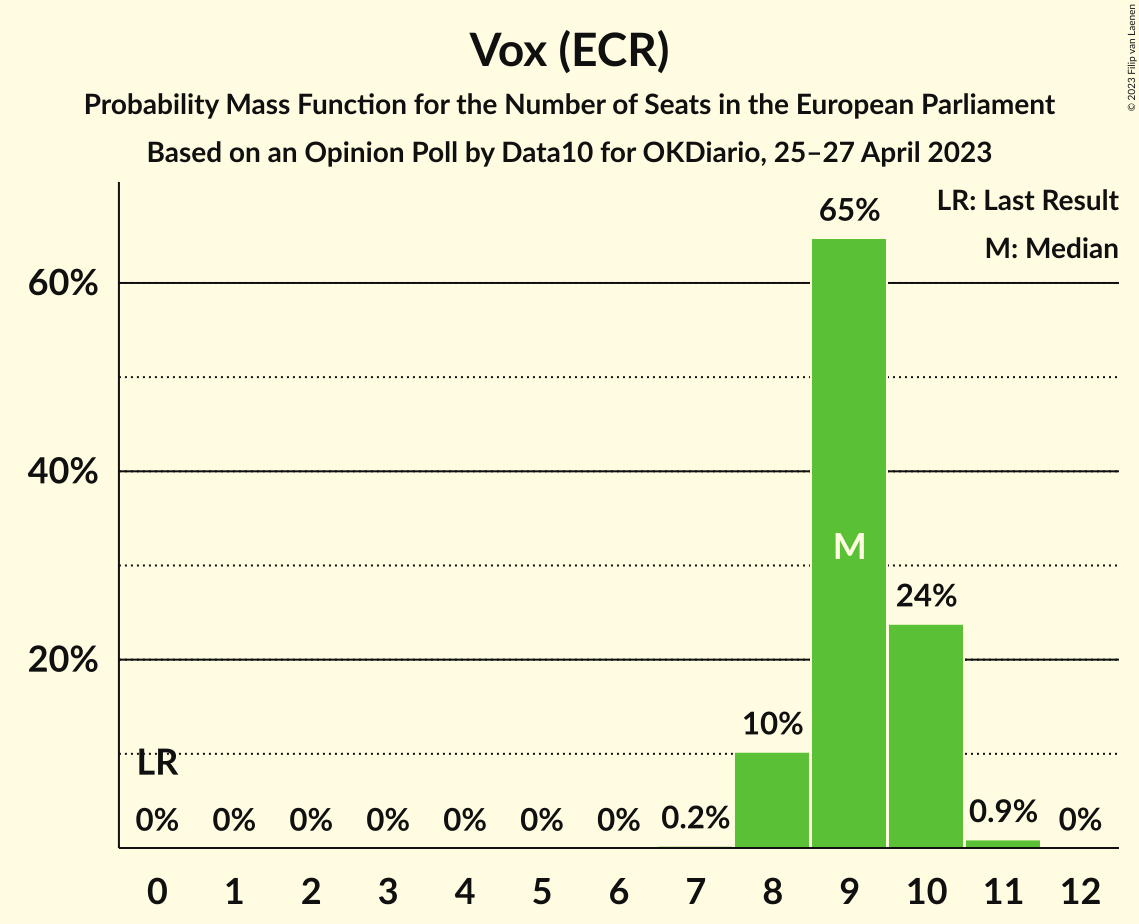 Vox (ECR)
Probability Mass Function for the Number of Seats in the European Parliament
Based on an Opinion Poll by Data10 for OKDiario, 25–27 April 2023
© 2023 Filip van Laenen
LR: Last Result
M: Median
65%
60%
40%
M
24%
20%
10%
LR
0% 0% 0% 0% 0% 0% 0% 0.2% 0.9% 0%
0 1 2 3 4 5 6 7 8 9 10 11 12